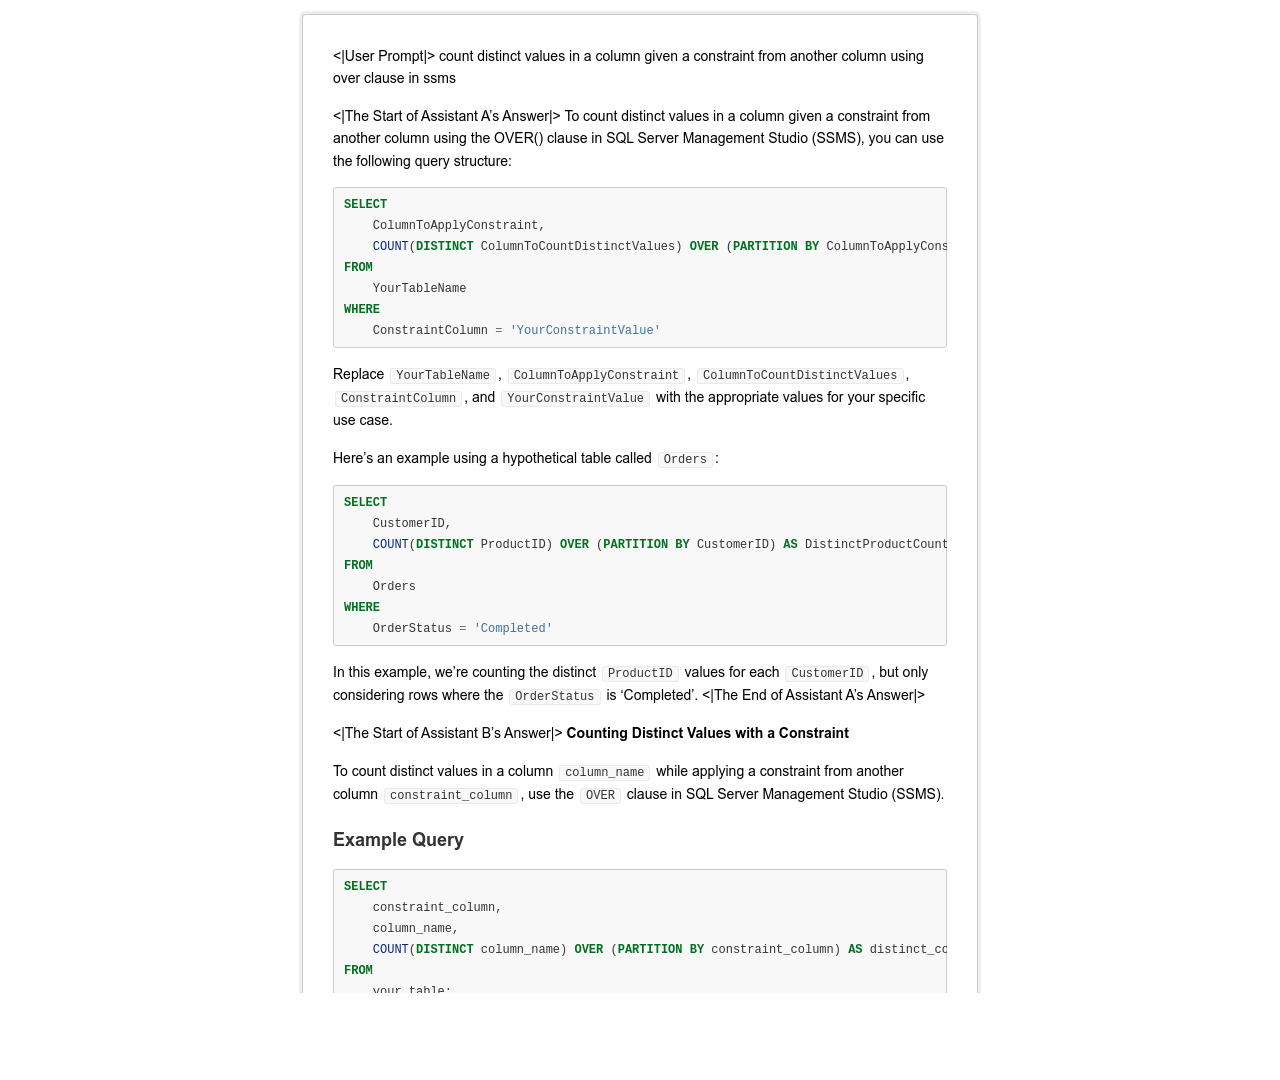 <|User Prompt|> count distinct values in a column given a constraint from another column using
over clause in ssms
<|The Start of Assistant A’s Answer|> To count distinct values in a column given a constraint from
another column using the OVER() clause in SQL Server Management Studio (SSMS), you can use
the following query structure:
SELECT
    ColumnToApplyConstraint,
    COUNT(DISTINCT ColumnToCountDistinctValues) OVER (PARTITION BY ColumnToApplyCons
FROM
    YourTableName
WHERE
    ConstraintColumn = 'YourConstraintValue'
Replace YourTableName, ColumnToApplyConstraint, ColumnToCountDistinctValues,
ConstraintColumn, and YourConstraintValue with the appropriate values for your specific
use case.
Here’s an example using a hypothetical table called Orders:
SELECT
    CustomerID,
    COUNT(DISTINCT ProductID) OVER (PARTITION BY CustomerID) AS DistinctProductCount
FROM
    Orders
WHERE
    OrderStatus = 'Completed'
In this example, we’re counting the distinct ProductID values for each CustomerID, but only
considering rows where the OrderStatus is ‘Completed’. <|The End of Assistant A’s Answer|>
<|The Start of Assistant B’s Answer|> Counting Distinct Values with a Constraint
To count distinct values in a column column_name while applying a constraint from another
column constraint_column, use the OVER clause in SQL Server Management Studio (SSMS).
Example Query
SELECT
    constraint_column,
    column_name,
    COUNT(DISTINCT column_name) OVER (PARTITION BY constraint_column) AS distinct_co
FROM
    your_table;